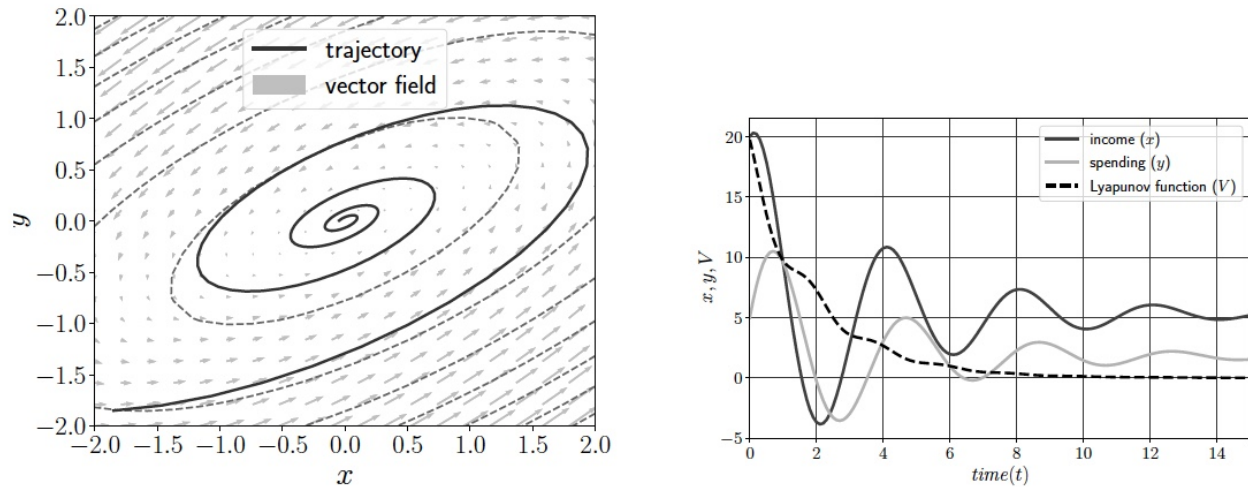 2.0
1.5
1.0
0.5
0.0
−0.5
−1.0
−1.5
−2.0
y
trajectory
vector field
−2.0 −1.5 −1.0 −0.5 0.0 0.5 1.0 1.5 2.0
x
20
15
10
5
0
−5
x, y, V
income (x)
spending (y)
Lyapunov function (V)
0 2 4 6 8 10 12 14
time(t)